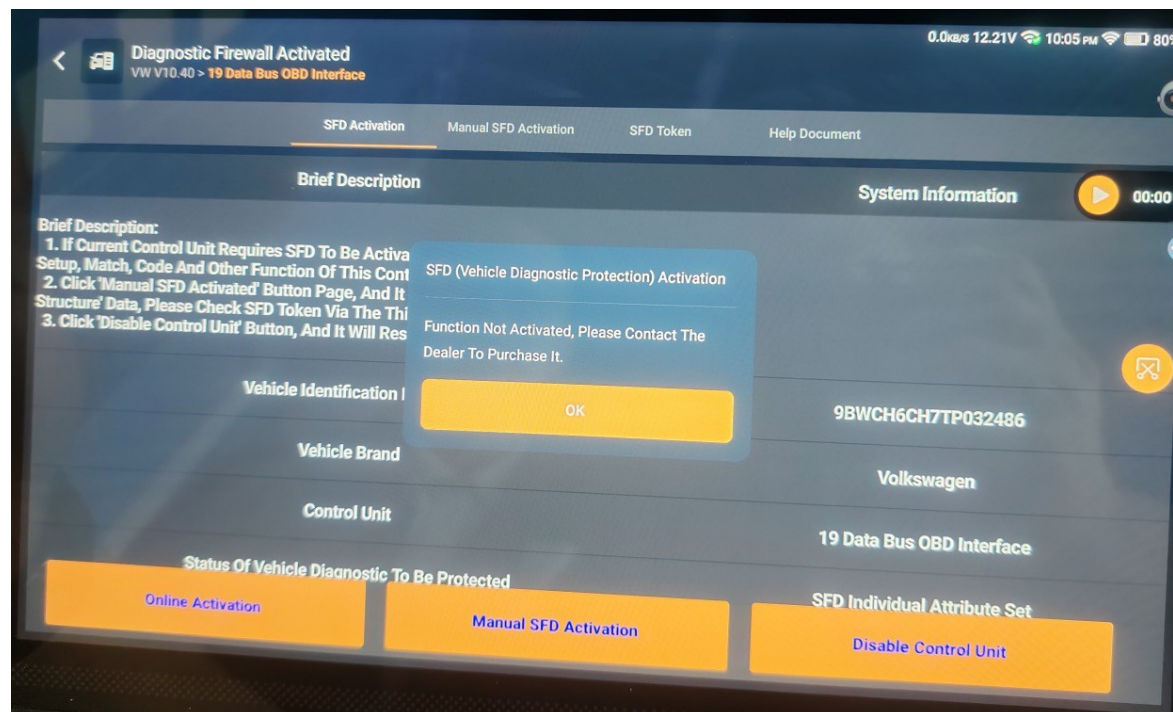 0.0KB/S 12.21V 10:05 PM 80%
Diagnostic Firewall Activated
VW V10.40 > 19 Data Bus OBD Interface
SFD Activation Manual SFD Activation SFD Token Help Document
Brief Description System Information 00:00
Brief Description:
1. If Current Control Unit Requires SFD To Be Activa
Setup, Match, Code And Other Function Of This Cont
2. Click 'Manual SFD Activated' Button Page, And It
Structure' Data, Please Check SFD Token Via The Thi
3. Click 'Disable Control Unit' Button, And It Will Res
SFD (Vehicle Diagnostic Protection) Activation
Function Not Activated, Please Contact The
Dealer To Purchase It.
OK
Vehicle Identification 9BWCH6CH7TP032486
Vehicle Brand Volkswagen
Control Unit 19 Data Bus OBD Interface
Status Of Vehicle Diagnostic To Be Protected SFD Individual Attribute Set
Online Activation Manual SFD Activation Disable Control Unit